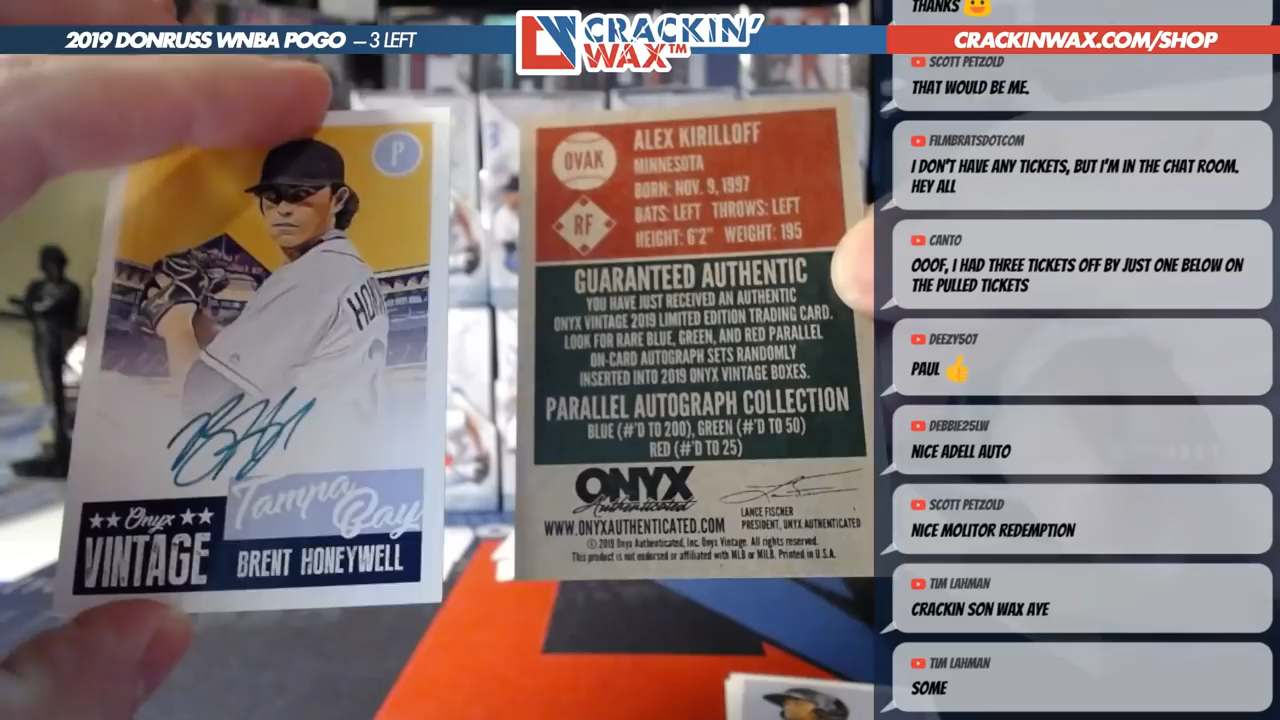 2019 DONRUSS WNBA POGO – 3 LEFT
CRACKIN'
WAX™
CRACKINWAX.COM/SHOP
P
★★ Onyx ★★
VINTAGE
Tampa
Bay
BRENT HONEYWELL
OVAK
RF
ALEX KIRILLOFF
MINNESOTA
BORN: NOV. 9, 1997
BATS: LEFT THROWS: LEFT
HEIGHT: 6'2" WEIGHT: 195
GUARANTEED AUTHENTIC
YOU HAVE JUST RECEIVED AN AUTHENTIC
ONYX VINTAGE 2019 LIMITED EDITION TRADING CARD.
LOOK FOR RARE BLUE, GREEN, AND RED PARALLEL
ON-CARD AUTOGRAPH SETS RANDOMLY
INSERTED INTO 2019 ONYX VINTAGE BOXES.
PARALLEL AUTOGRAPH COLLECTION
BLUE (#'D TO 200), GREEN (#'D TO 50)
RED (#'D TO 25)
ONYX
Authenticated
WWW.ONYXAUTHENTICATED.COM
LANCE FISCHER
PRESIDENT, ONYX AUTHENTICATED
© 2019 Onyx Authenticated, Inc. Onyx Vintage. All rights reserved.
This product is not endorsed or affiliated with MLB or MiLB. Printed in U.S.A.
THANKS 😃
SCOTT PETZOLD
THAT WOULD BE ME.
FILMBRATSDOTCOM
I DON'T HAVE ANY TICKETS, BUT I'M IN THE CHAT ROOM.
HEY ALL
CANTO
OOOF, I HAD THREE TICKETS OFF BY JUST ONE BELOW ON
THE PULLED TICKETS
DEEZY507
PAUL 👍
DEBBIE25LW
NICE ADELL AUTO
SCOTT PETZOLD
NICE MOLITOR REDEMPTION
TIM LAHMAN
CRACKIN SON WAX AYE
TIM LAHMAN
SOME